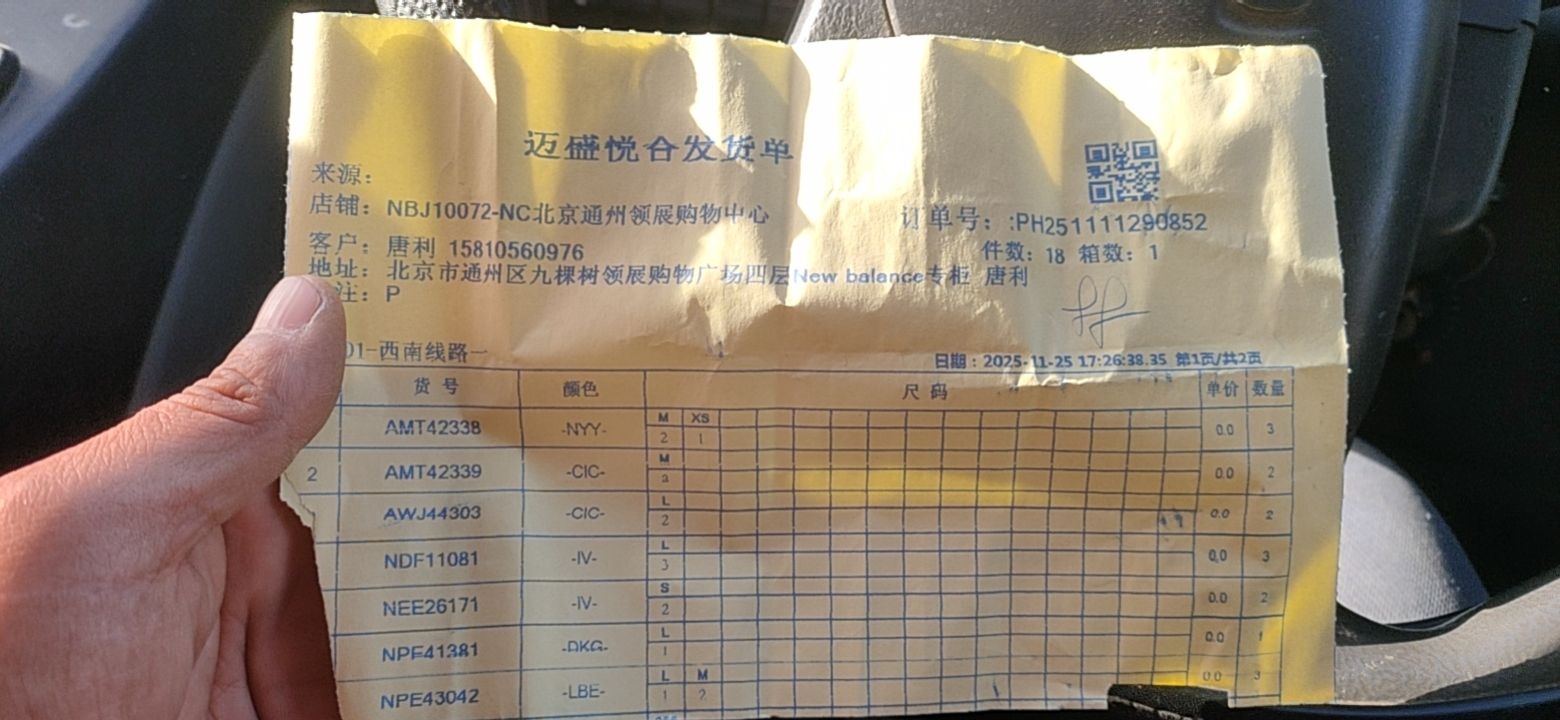 迈盛悦合发货单
来源:
店铺: NBJ10072-NC北京通州领展购物中心 订单号: :PH251111290852
客户: 唐利 15810560976 件数: 18 箱数: 1
地址: 北京市通州区九棵树领展购物广场四层New balance专柜 唐利
注: P
01-西南线路一
日期：2025-11-25 17:26:38.35 第1页/共2页
货号 颜色 尺码 单价 数量
AMT42338 -NYY- M XS 0.0 3
2 1
2 AMT42339 -CIC- M 0.0 2
AWJ44303 -CIC- L 0.0 2
2
NDF11081 -IV- L 0.0 3
3
NEE26171 -IV- S 0.0 2
2
NPE41381 -DKG- L 0.0 1
1
NPE43042 -LBE- L M 0.0 3
1 2